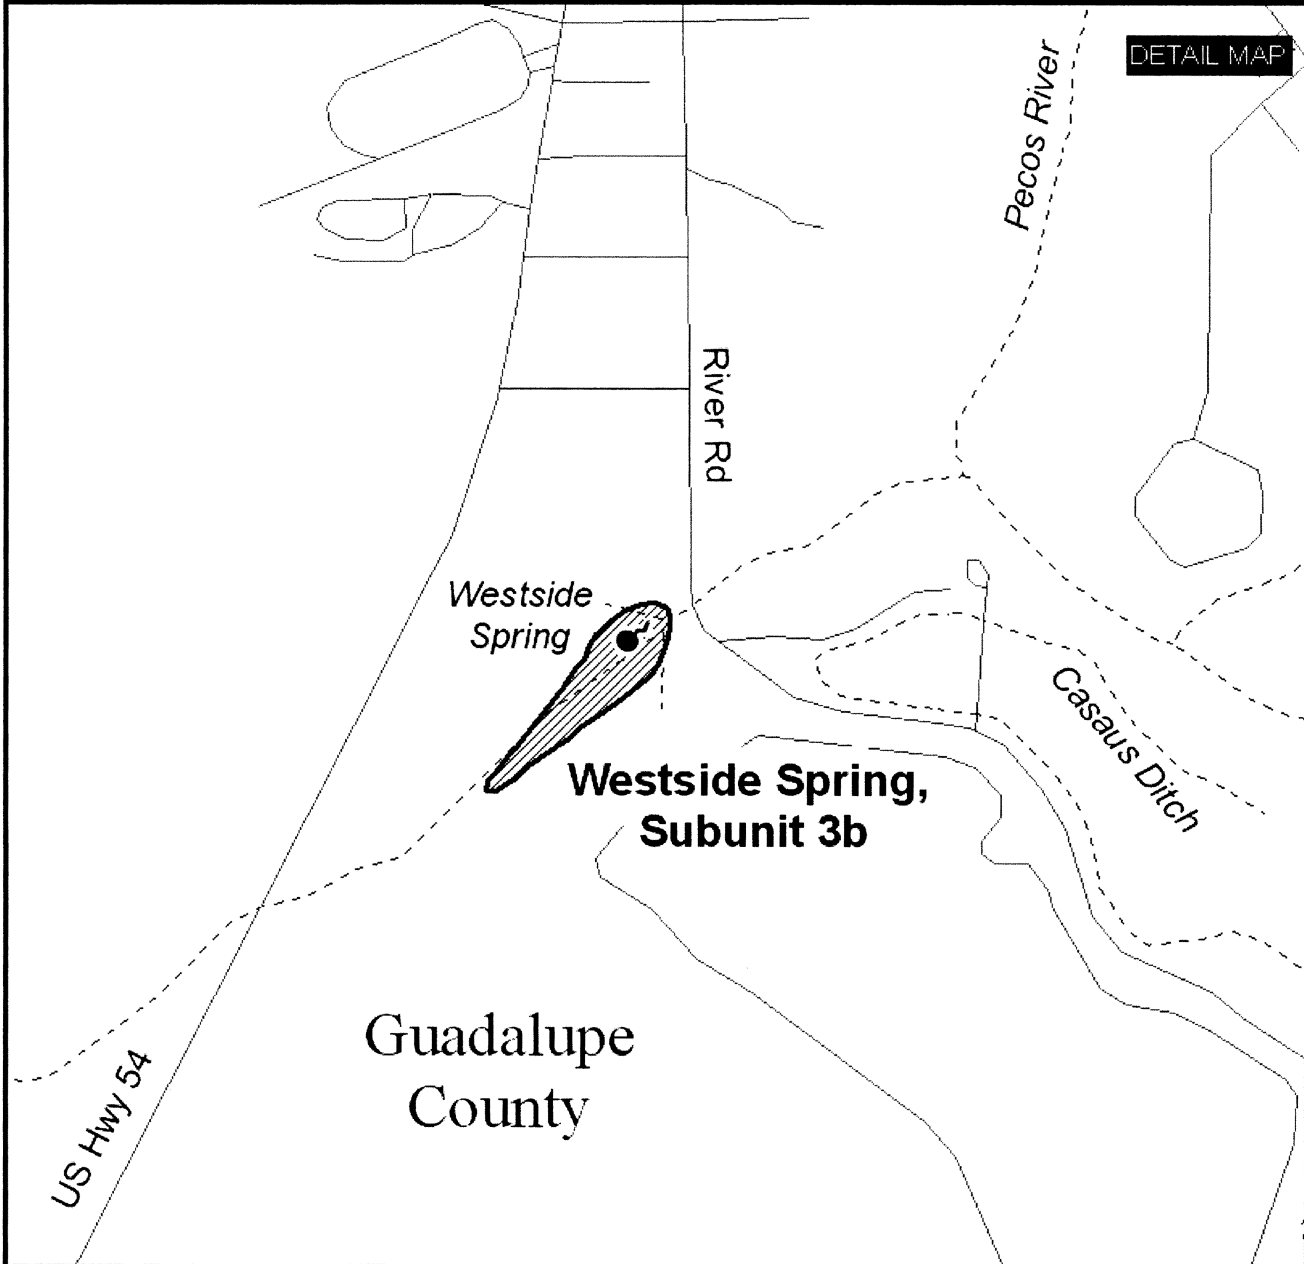 DETAIL MAP
Pecos River
River Rd
Westside
Spring
Casaus Ditch
Westside Spring,
Subunit 3b
Guadalupe
County
US Hwy 54